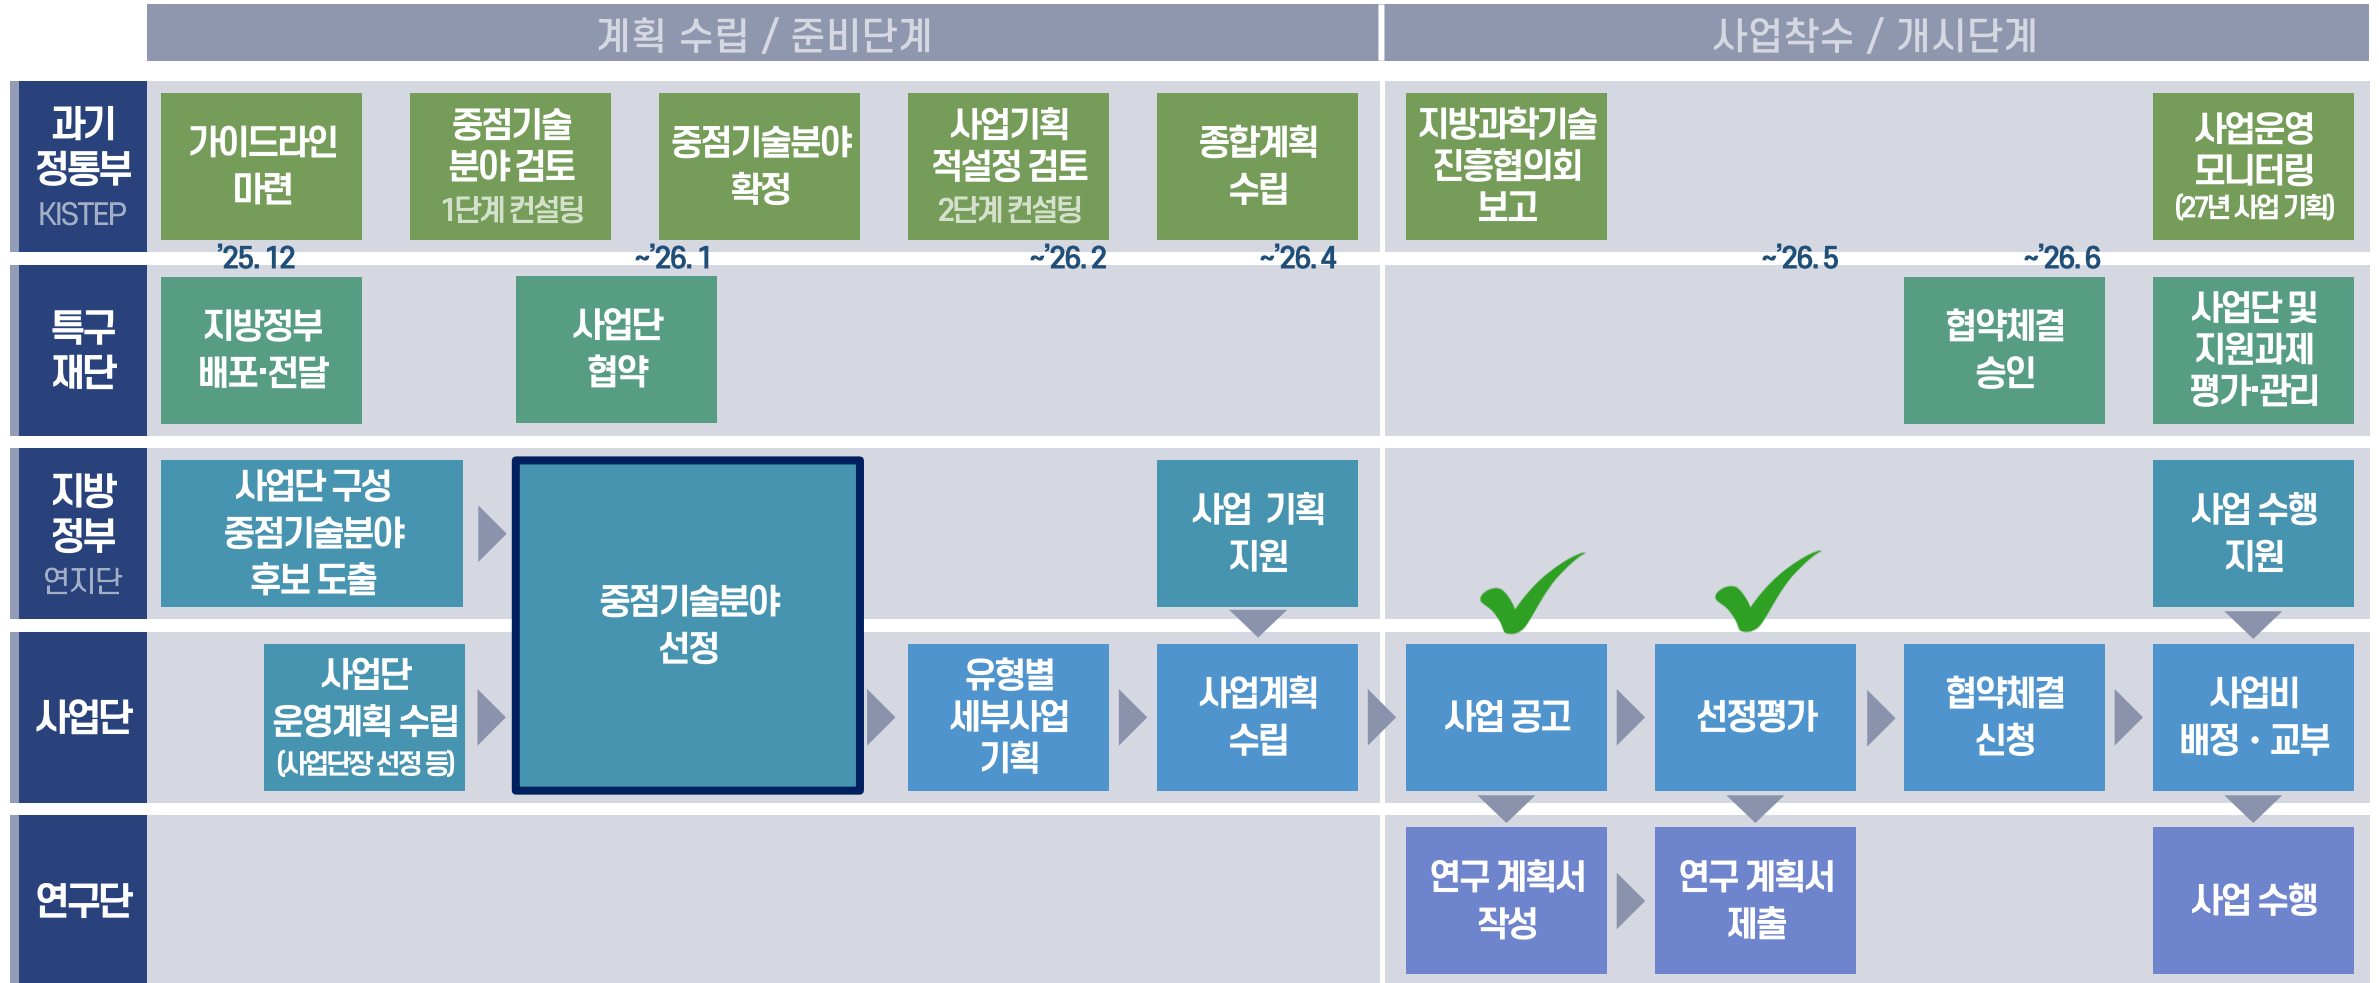 계획 수립 / 준비단계
사업착수 / 개시단계
과기
정통부
KISTEP
가이드라인
마련
중점기술
분야 검토
1단계 컨설팅
중점기술분야
확정
사업기획
적설정 검토
2단계 컨설팅
종합계획
수립
지방과학기술
진흥협의회
보고
사업운영
모니터링
(27년 사업 기획)
’25. 12
~’26. 1
~’26. 2
~’26. 4
~’26. 5
~’26. 6
특구
재단
지방정부
배포·전달
사업단
협약
협약체결
승인
사업단 및
지원과제
평가·관리
지방
정부
연지단
사업단 구성
중점기술분야
후보 도출
중점기술분야
선정
사업 기획
지원
사업 수행
지원
사업단
사업단
운영계획 수립
(사업단장 선정 등)
유형별
세부사업
기획
사업계획
수립
사업 공고
선정평가
협약체결
신청
사업비
배정 · 교부
연구단
연구 계획서
작성
연구 계획서
제출
사업 수행